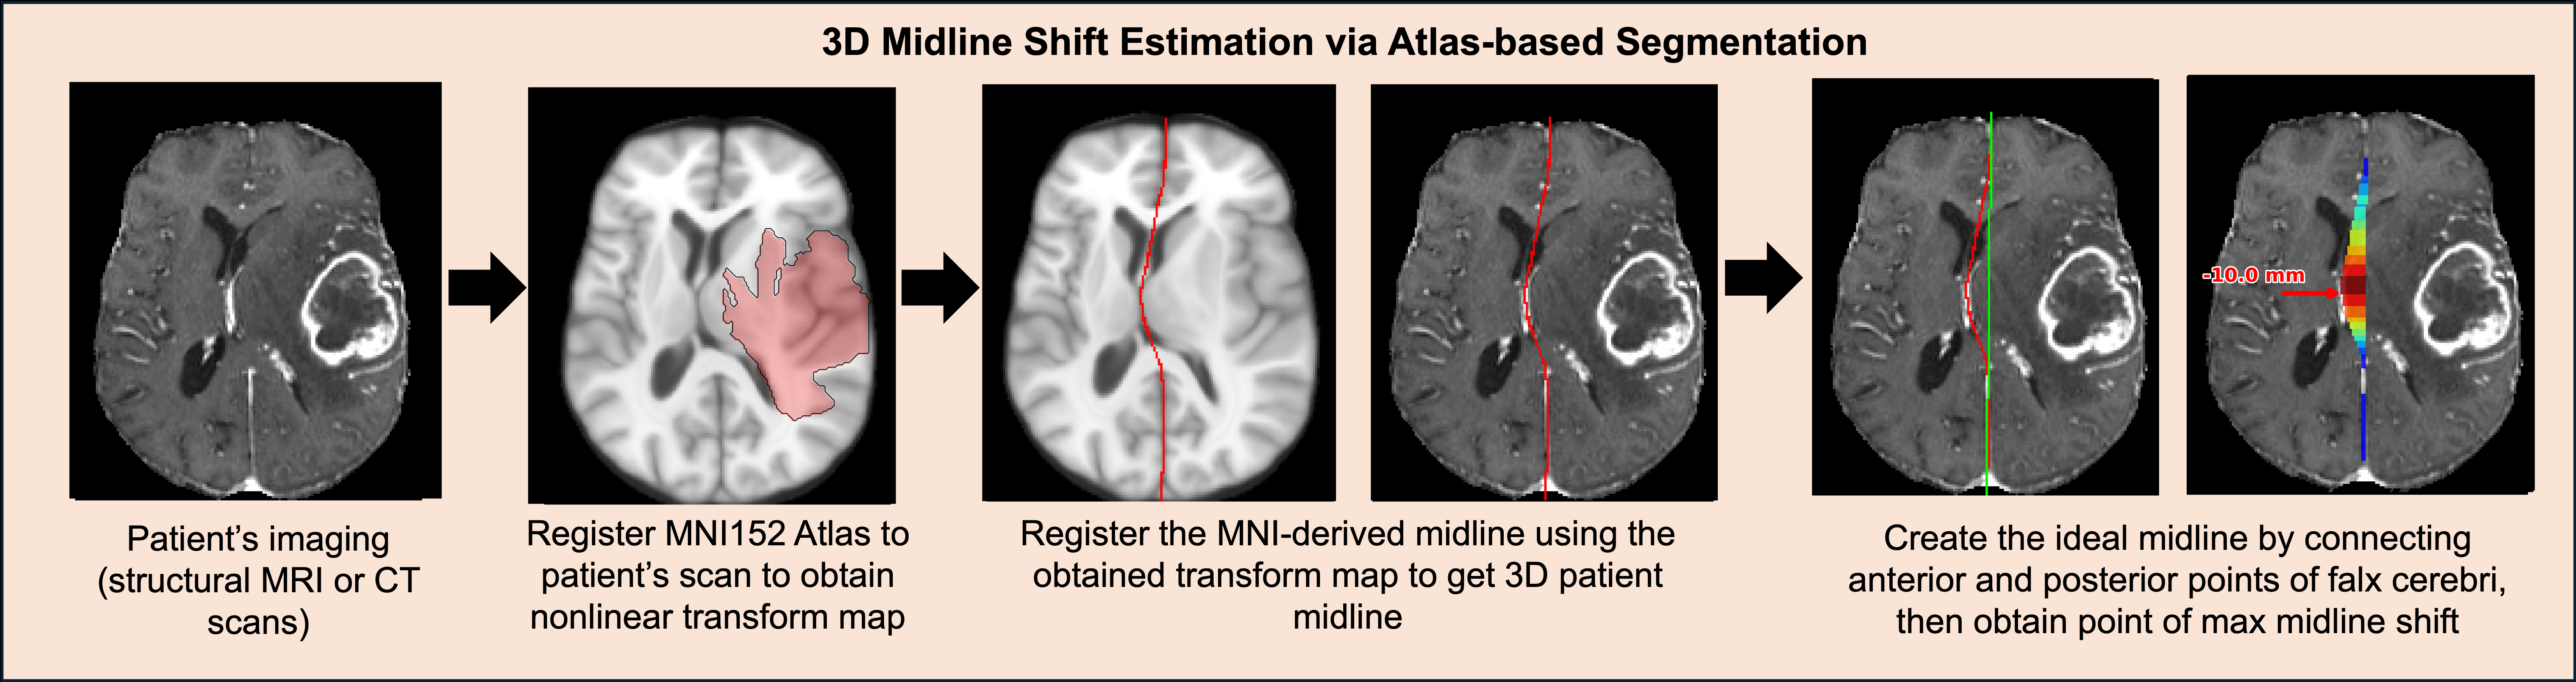 3D Midline Shift Estimation via Atlas-based Segmentation
Patient’s imaging
(structural MRI or CT
scans)
Register MNI152 Atlas to
patient’s scan to obtain
nonlinear transform map
Register the MNI-derived midline using the
obtained transform map to get 3D patient
midline
-10.0 mm
Create the ideal midline by connecting
anterior and posterior points of falx cerebri,
then obtain point of max midline shift